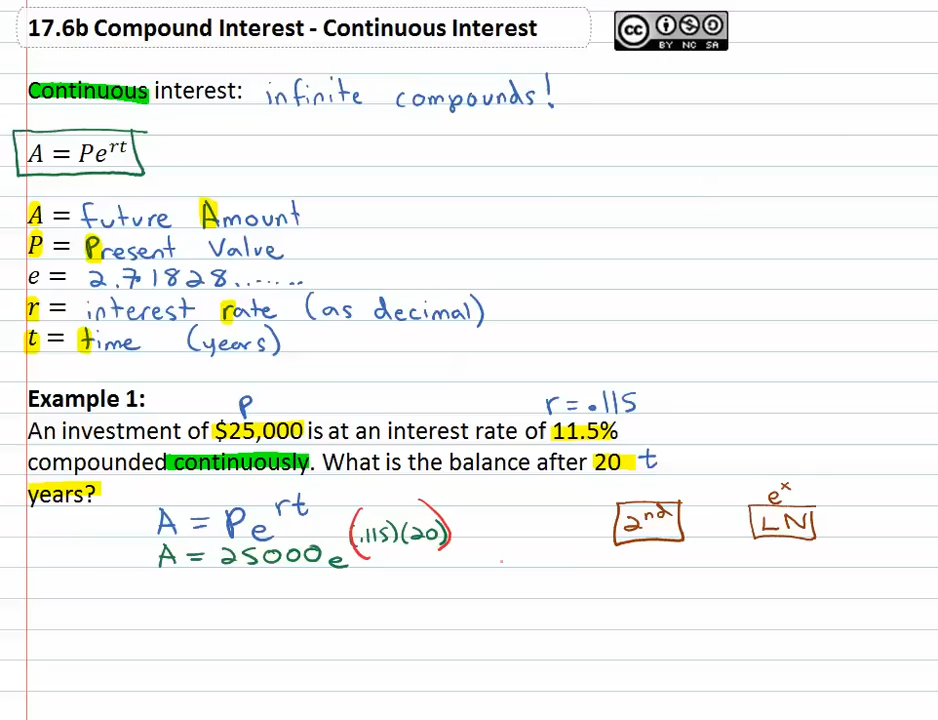 17.6b Compound Interest - Continuous Interest
cc BY NC SA
Continuous interest: infinite compounds!
A = Pe^{rt}
A = future Amount
P = Present Value
e = 2.71828.......
r = interest rate (as decimal)
t = time (years)
Example 1:
P r = .115
An investment of $25,000 is at an interest rate of 11.5%
compounded continuously. What is the balance after 20 t
years?
A = Pe^{rt} 2nd e^x LN
A = 25000e^{(.115)(20)}